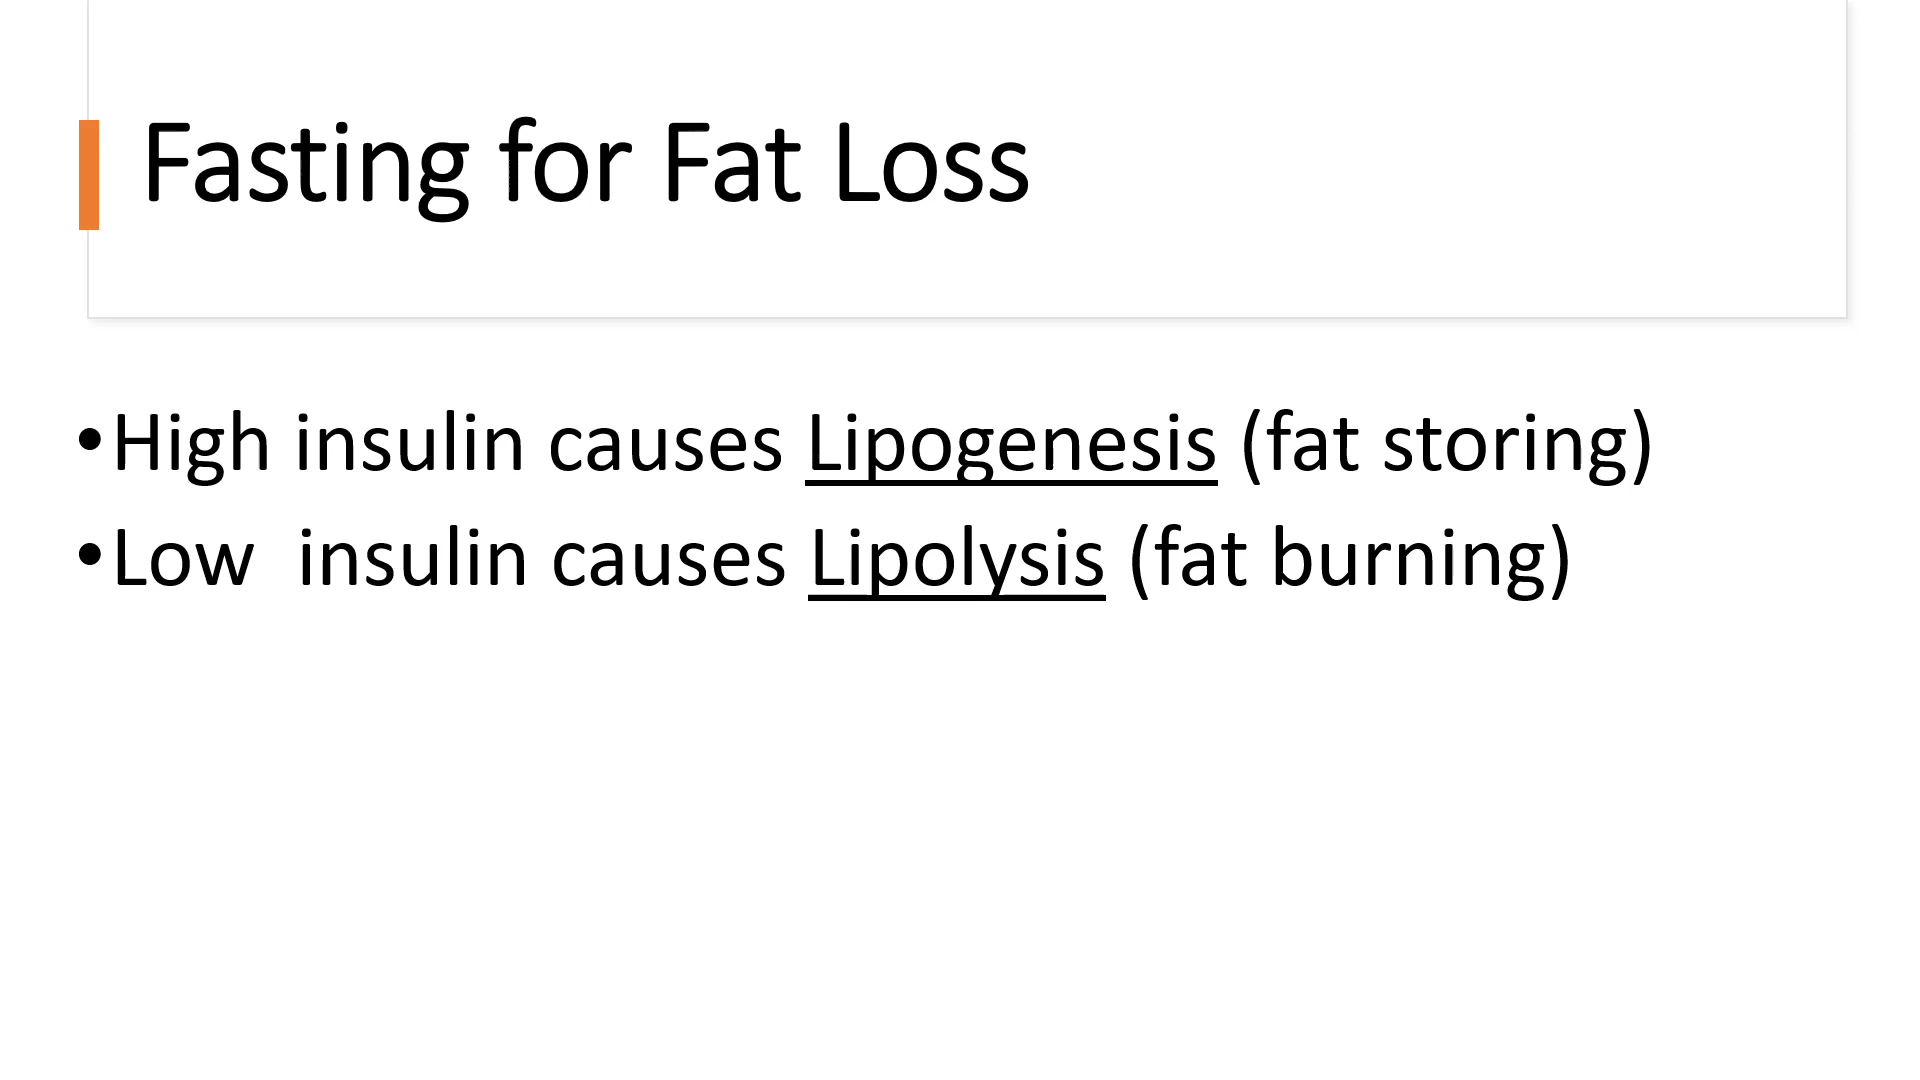 Fasting for Fat Loss
•High insulin causes Lipogenesis (fat storing)
•Low  insulin causes Lipolysis (fat burning)